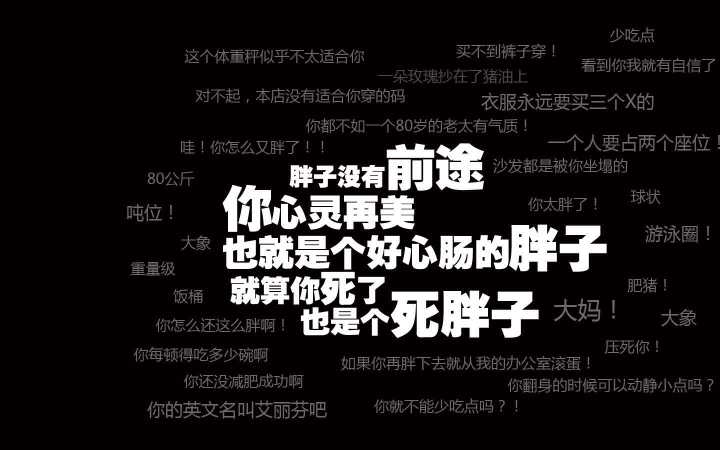 少吃点
这个体重秤似乎不太适合你
买不到裤子穿！
看到你我就有自信了
一朵玫瑰抄在了猪油上
对不起，本店没有适合你穿的码
衣服永远要买三个X的
你都不如一个80岁的老太有气质！
哇！你怎么又胖了！！
一个人要占两个座位！
沙发都是被你坐塌的
胖子没有前途
80公斤
球状
你太胖了！
吨位！
你心灵再美
游泳圈！
大象
也就是个好心肠的胖子
重量级
肥猪！
饭桶
就算你死了
大妈！
大象
你怎么还这么胖啊！
也是个死胖子
压死你！
你每顿得吃多少碗啊
如果你再胖下去就从我的办公室滚蛋！
你还没减肥成功啊
你翻身的时候可以动静小点吗？
你的英文名叫艾丽芬吧
你就不能少吃点吗？！